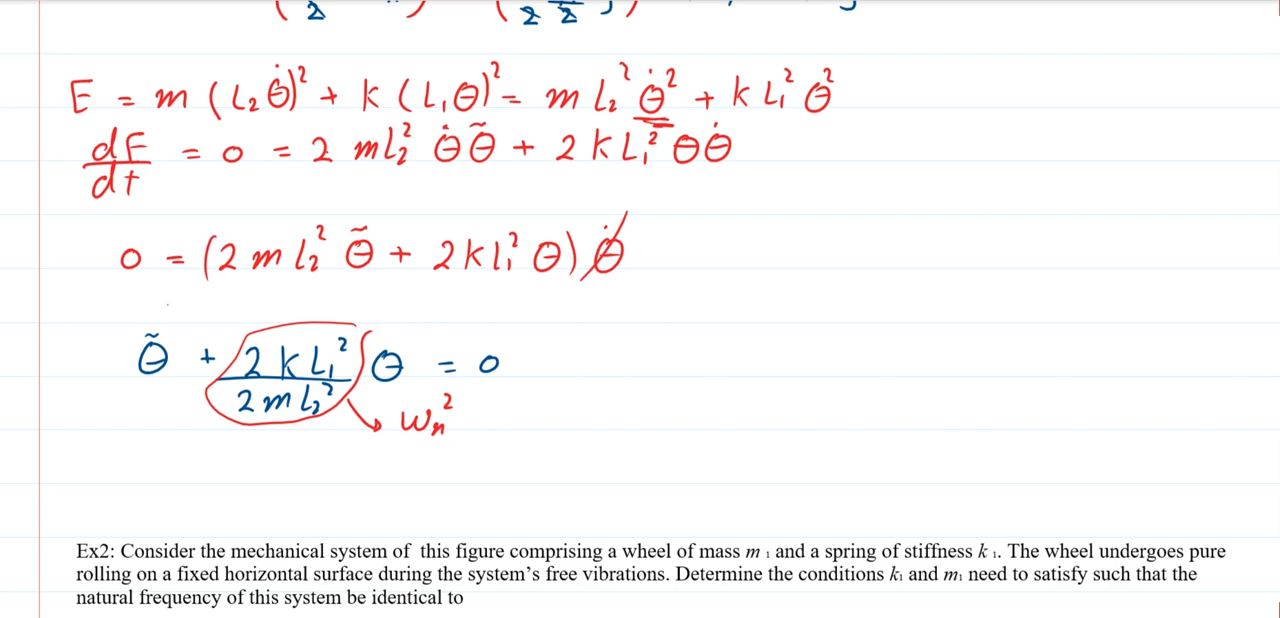 E = m (L₂θ̇)² + k (L₁θ)² = m L₂² θ̇² + k L₁² θ²
dE/dt = 0 = 2 mL₂² θ̇ θ̈ + 2 k L₁² θ θ̇
0 = (2 m L₂² θ̈ + 2 k L₁² θ) θ̇
θ̈ + (2 k L₁² / 2 m L₂²) θ = 0
ωₙ²
Ex2: Consider the mechanical system of this figure comprising a wheel of mass m ₁ and a spring of stiffness k ₁. The wheel undergoes pure
rolling on a fixed horizontal surface during the system's free vibrations. Determine the conditions k₁ and m₁ need to satisfy such that the
natural frequency of this system be identical to